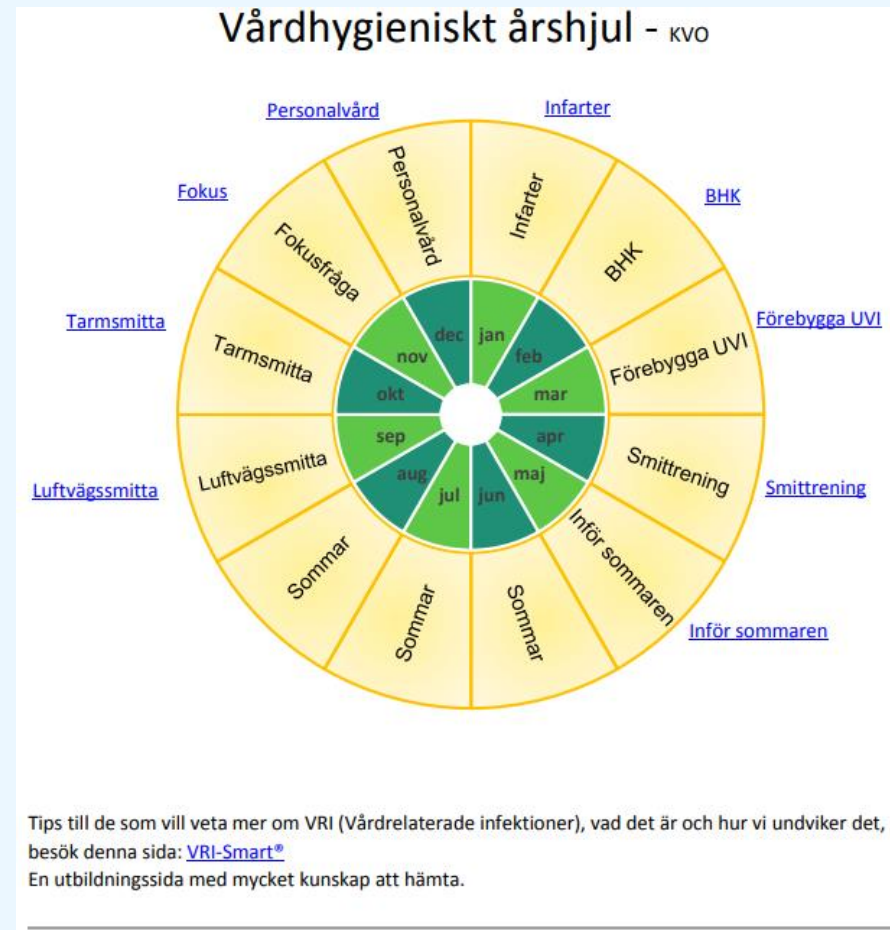 Vårdhygieniskt årshjul - KVO
Personalvård
Infarter
Fokus
BHK
Tarmsmitta
Förebygga UVI
Luftvägssmitta
Smittrening
Inför sommaren
Infarter
BHK
Förebygga UVI
Smittrening
Inför sommaren
Sommar
Sommar
Sommar
Luftvägssmitta
Tarmsmitta
Fokusfråga
Personalvård
jan
feb
mar
apr
maj
jun
jul
aug
sep
okt
nov
dec
Tips till de som vill veta mer om VRI (Vårdrelaterade infektioner), vad det är och hur vi undviker det,
besök denna sida: VRI-Smart®
En utbildningssida med mycket kunskap att hämta.